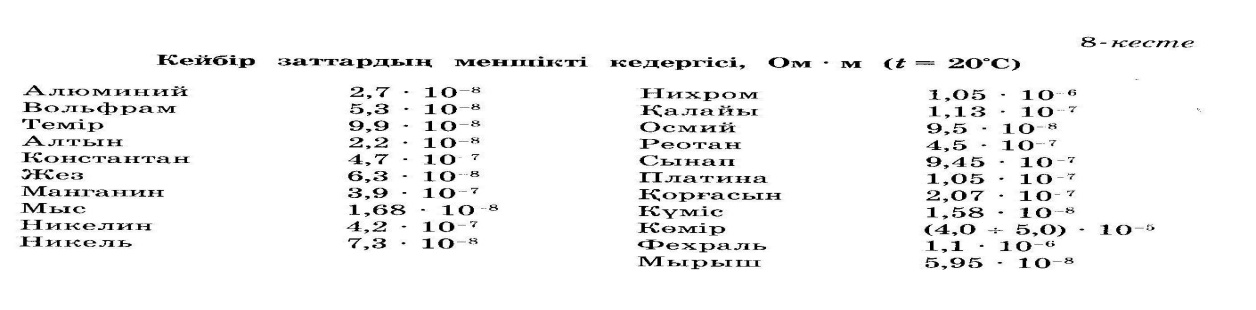 8-кесте
Кейбір заттардың меншікті кедергісі, Ом · м (t = 20°C)
Алюминий 2,7 · 10⁻⁸
Вольфрам 5,3 · 10⁻⁸
Темір 9,9 · 10⁻⁸
Алтын 2,2 · 10⁻⁸
Константан 4,7 · 10⁻⁷
Жез 6,3 · 10⁻⁸
Манганин 3,9 · 10⁻⁷
Мыс 1,68 · 10⁻⁸
Никелин 4,2 · 10⁻⁷
Никель 7,3 · 10⁻⁸
Нихром 1,05 · 10⁻⁶
Қалайы 1,13 · 10⁻⁷
Осмий 9,5 · 10⁻⁸
Реотан 4,5 · 10⁻⁷
Сынап 9,45 · 10⁻⁷
Платина 1,05 · 10⁻⁷
Қорғасын 2,07 · 10⁻⁷
Күміс 1,58 · 10⁻⁸
Көмір (4,0 ÷ 5,0) · 10⁻⁵
Фехраль 1,1 · 10⁻⁶
Мырыш 5,95 · 10⁻⁸